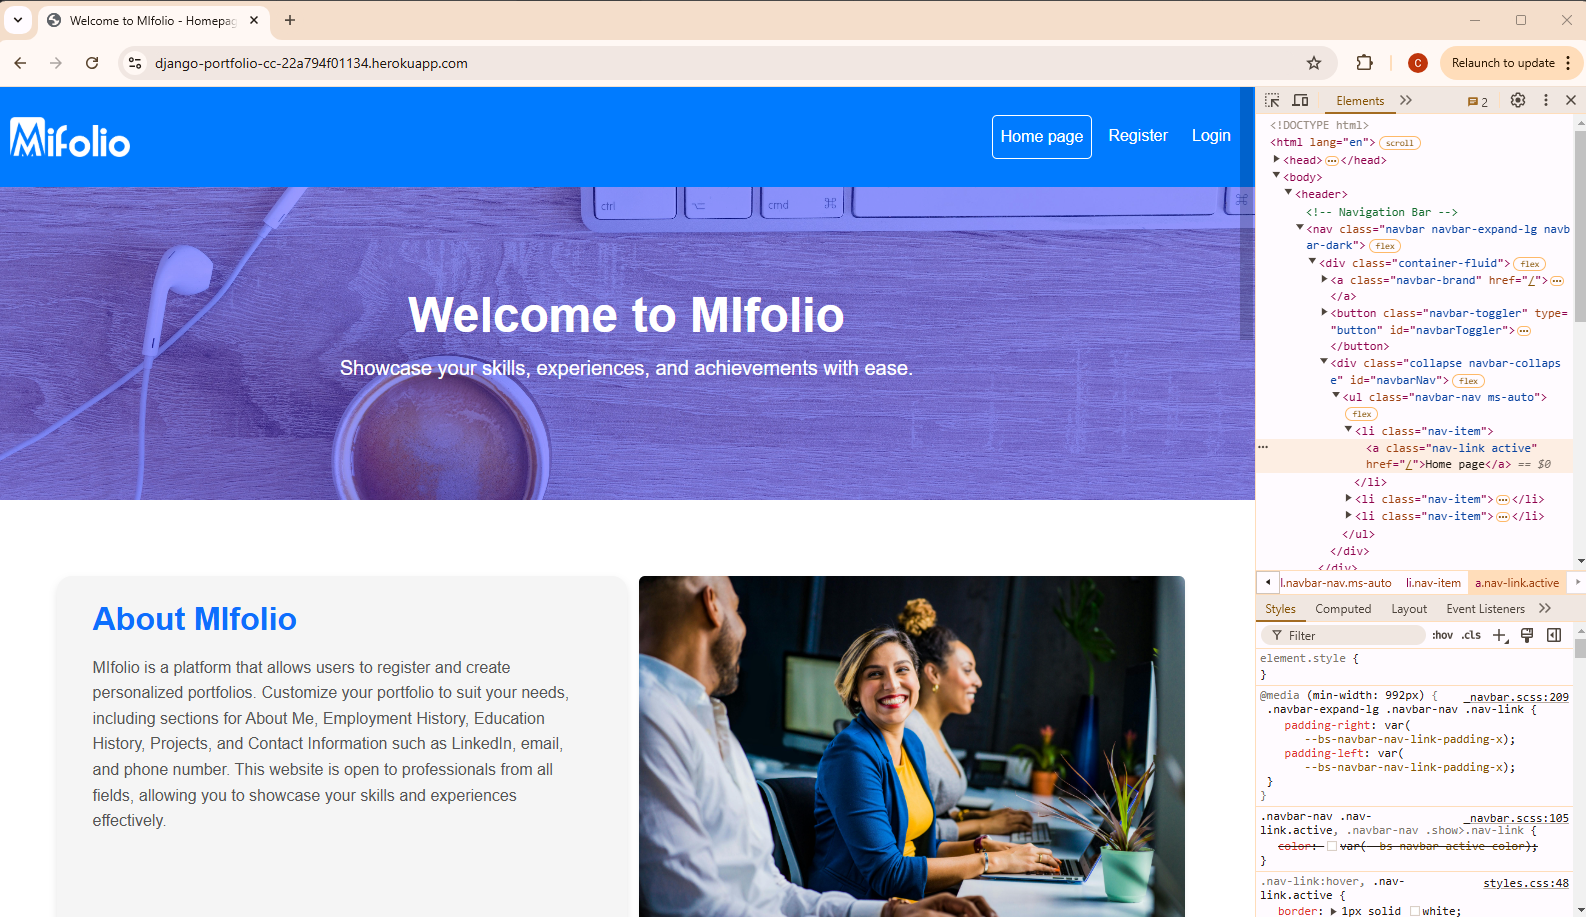 Welcome to MIfolio - Homepag
django-portfolio-cc-22a794f01134.herokuapp.com
C
Relaunch to update
Mifolio
Home page
Register
Login
ctrl
cmd
Welcome to MIfolio
Showcase your skills, experiences, and achievements with ease.
About MIfolio
MIfolio is a platform that allows users to register and create
personalized portfolios. Customize your portfolio to suit your needs,
including sections for About Me, Employment History, Education
History, Projects, and Contact Information such as LinkedIn, email,
and phone number. This website is open to professionals from all
fields, allowing you to showcase your skills and experiences
effectively.
Elements
2
<!DOCTYPE html>
<html lang="en"> scroll
<head> ... </head>
<body>
<header>
<!-- Navigation Bar -->
<nav class="navbar navbar-expand-lg navb
ar-dark"> flex
<div class="container-fluid"> flex
<a class="navbar-brand" href="/"> ...
</a>
<button class="navbar-toggler" type=
"button" id="navbarToggler"> ...
</button>
<div class="collapse navbar-collaps
e" id="navbarNav"> flex
<ul class="navbar-nav ms-auto">
flex
<li class="nav-item">
<a class="nav-link active"
href="/">Home page</a> == $0
</li>
<li class="nav-item"> ... </li>
<li class="nav-item"> ... </li>
</ul>
</div>
</div>
l.navbar-nav.ms-auto li.nav-item a.nav-link.active
Styles Computed Layout Event Listeners
Filter :hov .cls
element.style {
}
@media (min-width: 992px) { _navbar.scss:209
.navbar-expand-lg .navbar-nav .nav-link {
padding-right: var(
--bs-navbar-nav-link-padding-x);
padding-left: var(
--bs-navbar-nav-link-padding-x);
}
}
.navbar-nav .nav- _navbar.scss:105
link.active, .navbar-nav .show>.nav-link {
color: var(--bs-navbar-active-color);
}
.nav-link:hover, .nav- styles.css:48
link.active {
border: 1px solid white;